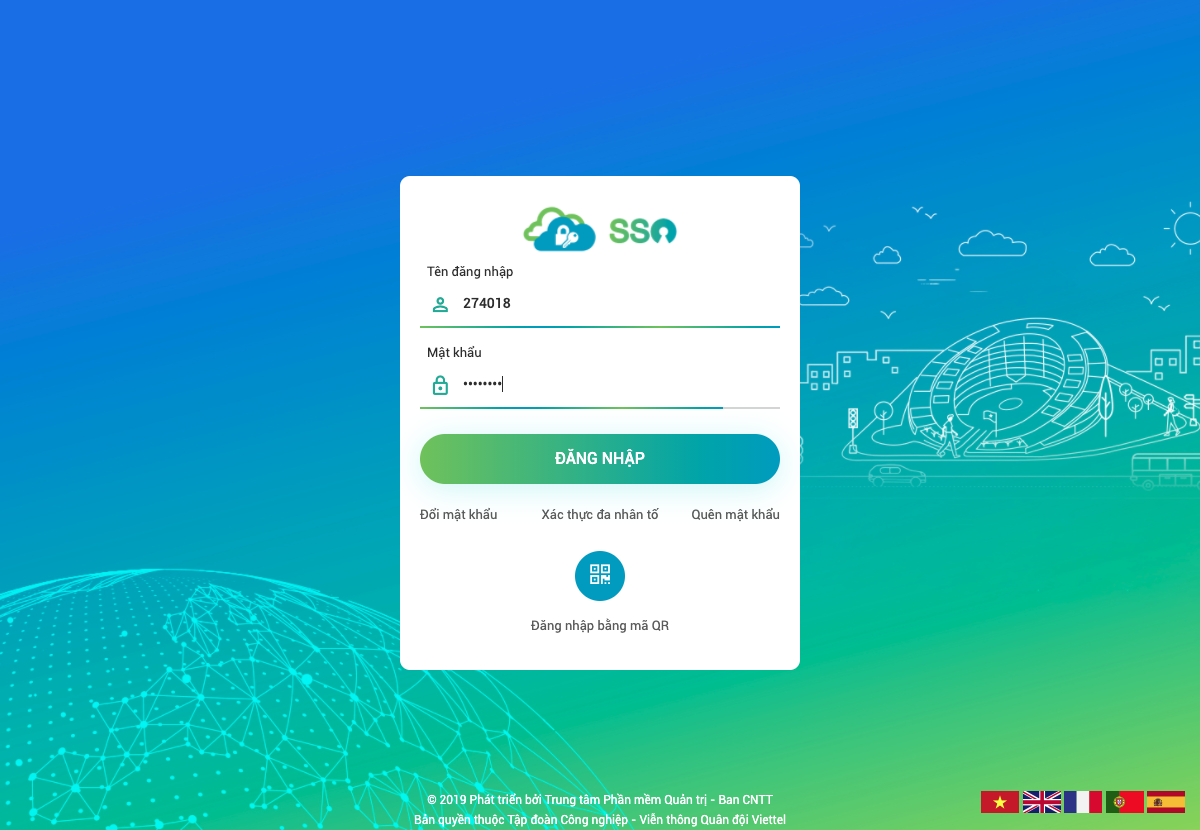 SSO
Tên đăng nhập
274018
Mật khẩu
••••••••
ĐĂNG NHẬP
Đổi mật khẩu
Xác thực đa nhân tố
Quên mật khẩu
Đăng nhập bằng mã QR
© 2019 Phát triển bởi Trung tâm Phần mềm Quản trị - Ban CNTT
Bản quyền thuộc Tập đoàn Công nghiệp - Viễn thông Quân đội Viettel